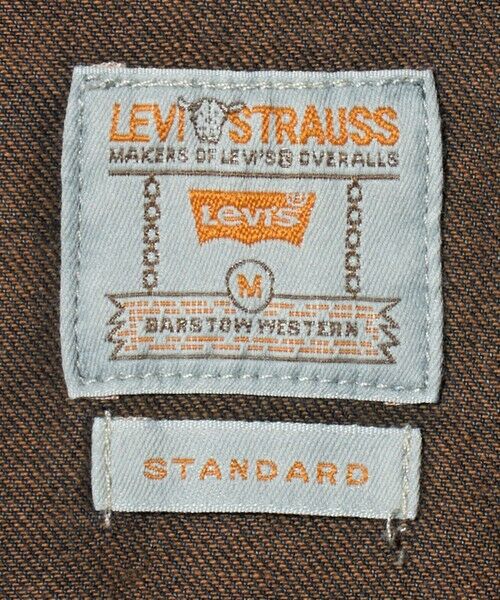 LEVI STRAUSS
MAKERS OF LEVI'S® OVERALLS
Levi's®
M
BARSTOW WESTERN
STANDARD